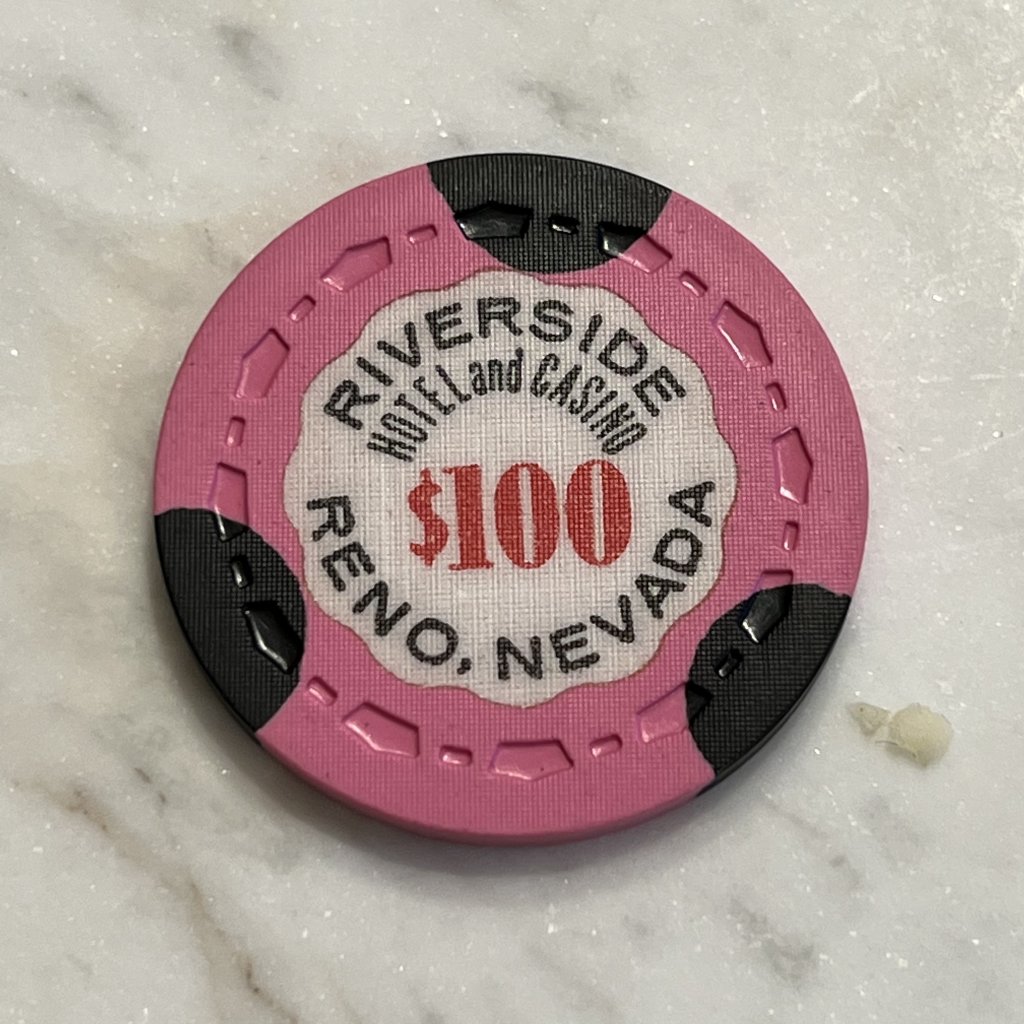 RIVERSIDE
HOTEL and CASINO
$100
RENO, NEVADA